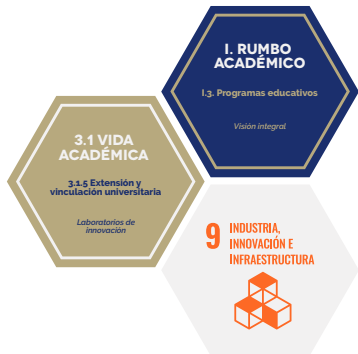 I. RUMBO
ACADÉMICO
I.3. Programas educativos
Visión integral
3.1 VIDA
ACADÉMICA
3.1.5 Extensión y
vinculación universitaria
Laboratorios de
innovación
9 INDUSTRIA,
INNOVACIÓN E
INFRAESTRUCTURA